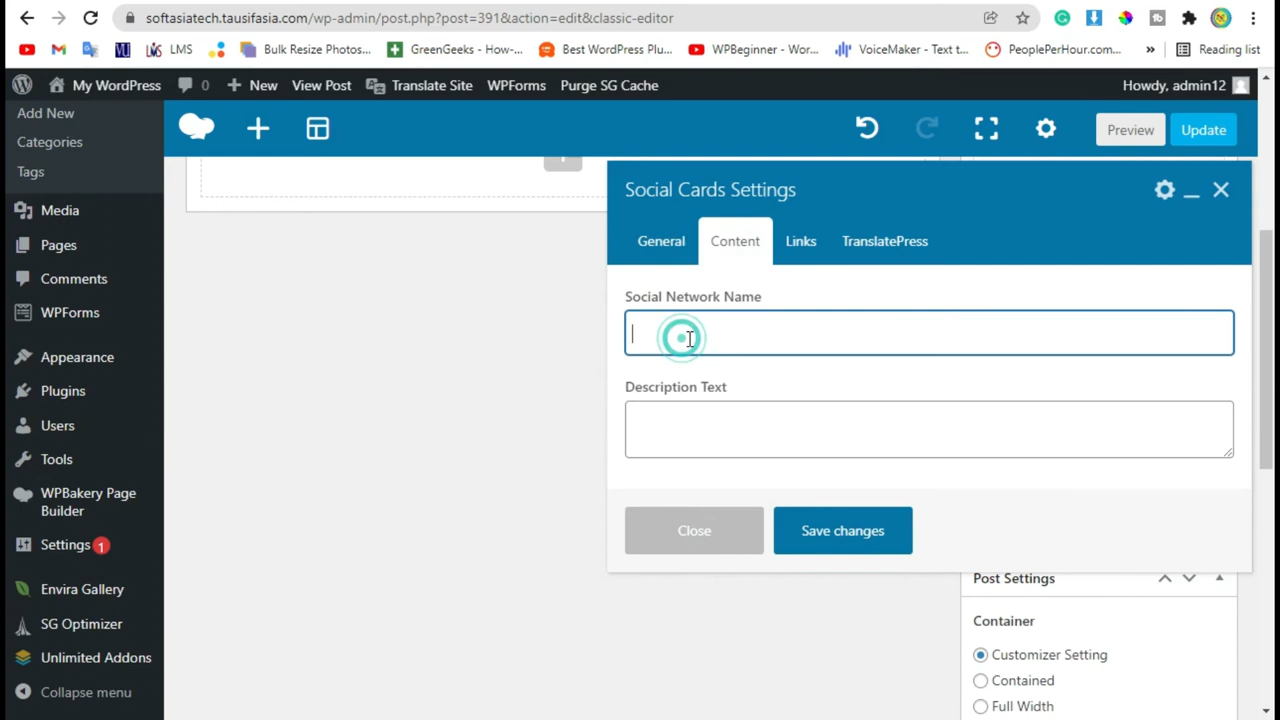 softasiatech.tausifasia.com/wp-admin/post.php?post=391&action=edit&classic-editor
LMS
Bulk Resize Photos...
GreenGeeks - How-...
Best WordPress Plu...
WPBeginner - Wor...
VoiceMaker - Text t...
PeoplePerHour.com...
»
Reading list
My WordPress
0
New
View Post
Translate Site
WPForms
Purge SG Cache
Howdy, admin12
Add New
Categories
Tags
Media
Pages
Comments
WPForms
Appearance
Plugins
Users
Tools
WPBakery Page
Builder
Settings 1
Envira Gallery
SG Optimizer
Unlimited Addons
Collapse menu
Preview
Update
Social Cards Settings
General
Content
Links
TranslatePress
Social Network Name
Description Text
Close
Save changes
Post Settings
Container
Customizer Setting
Contained
Full Width